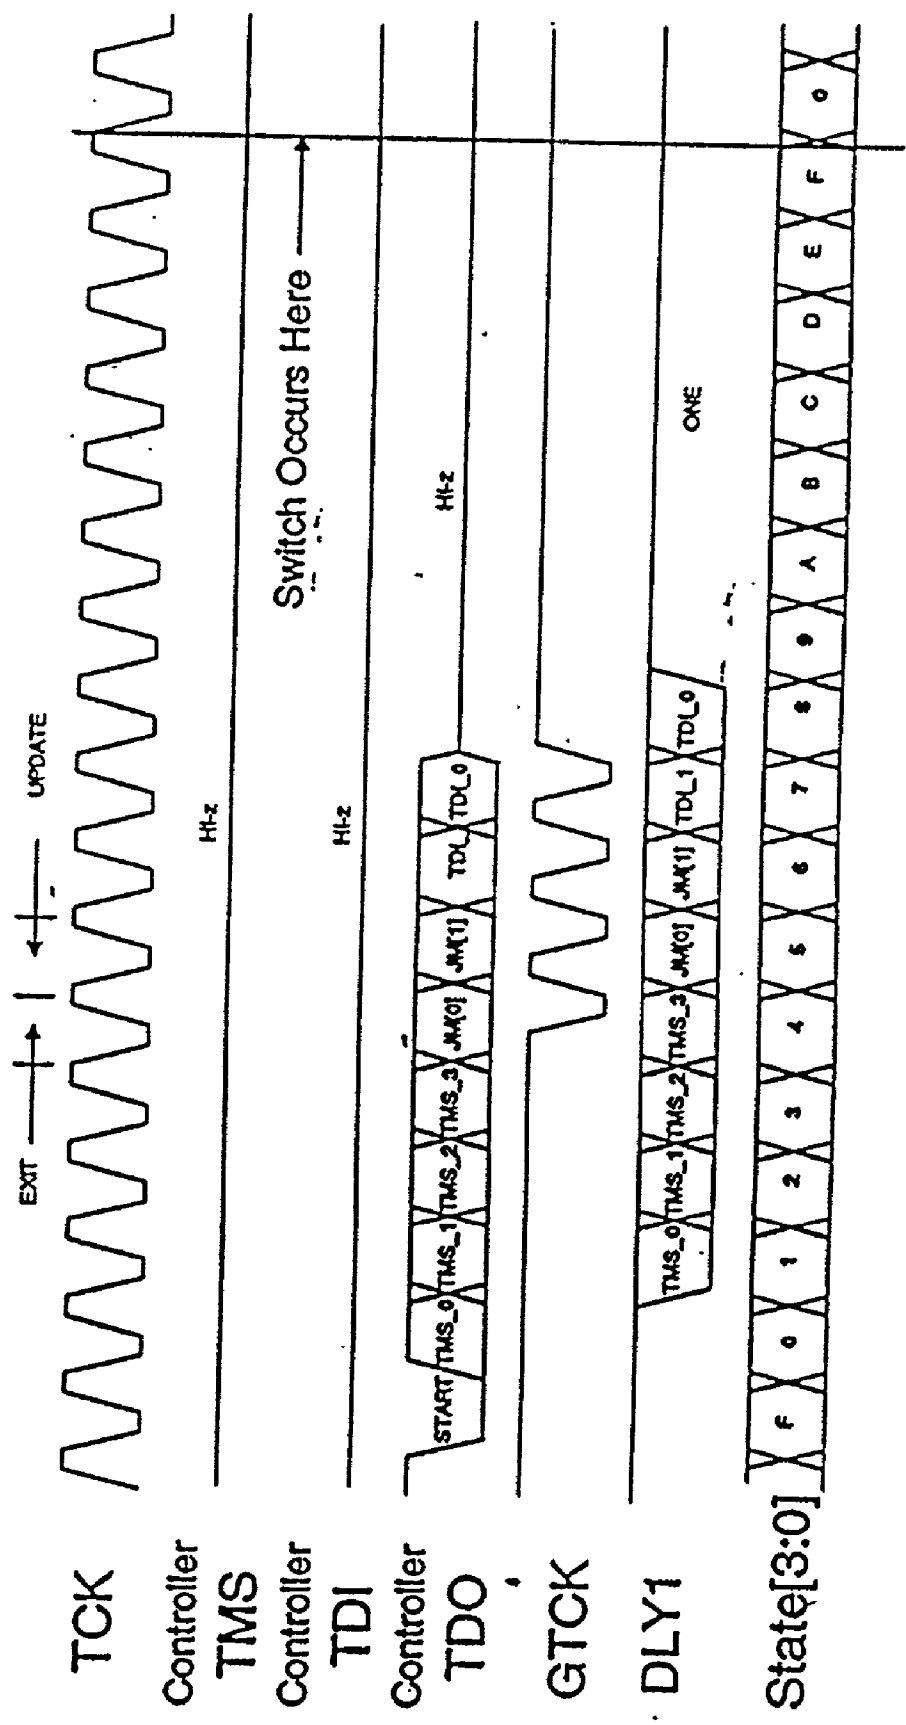 EXIT UPDATE
TCK
Controller
TMS
HI-z
Switch Occurs Here
Controller
TDI
HI-z
Controller
TDO
START TMS_0 TMS_1 TMS_2 TMS_3 JM[0] JM[1] TDI_ TDI_0 HI-z
GTCK
DLY1
TMS_0 TMS_1 TMS_2 TMS_3 JM[0] JM[1] TDI_1 TDI_0 ONE
State[3:0]
F 0 1 2 3 4 5 6 7 8 9 A B C D E F 0